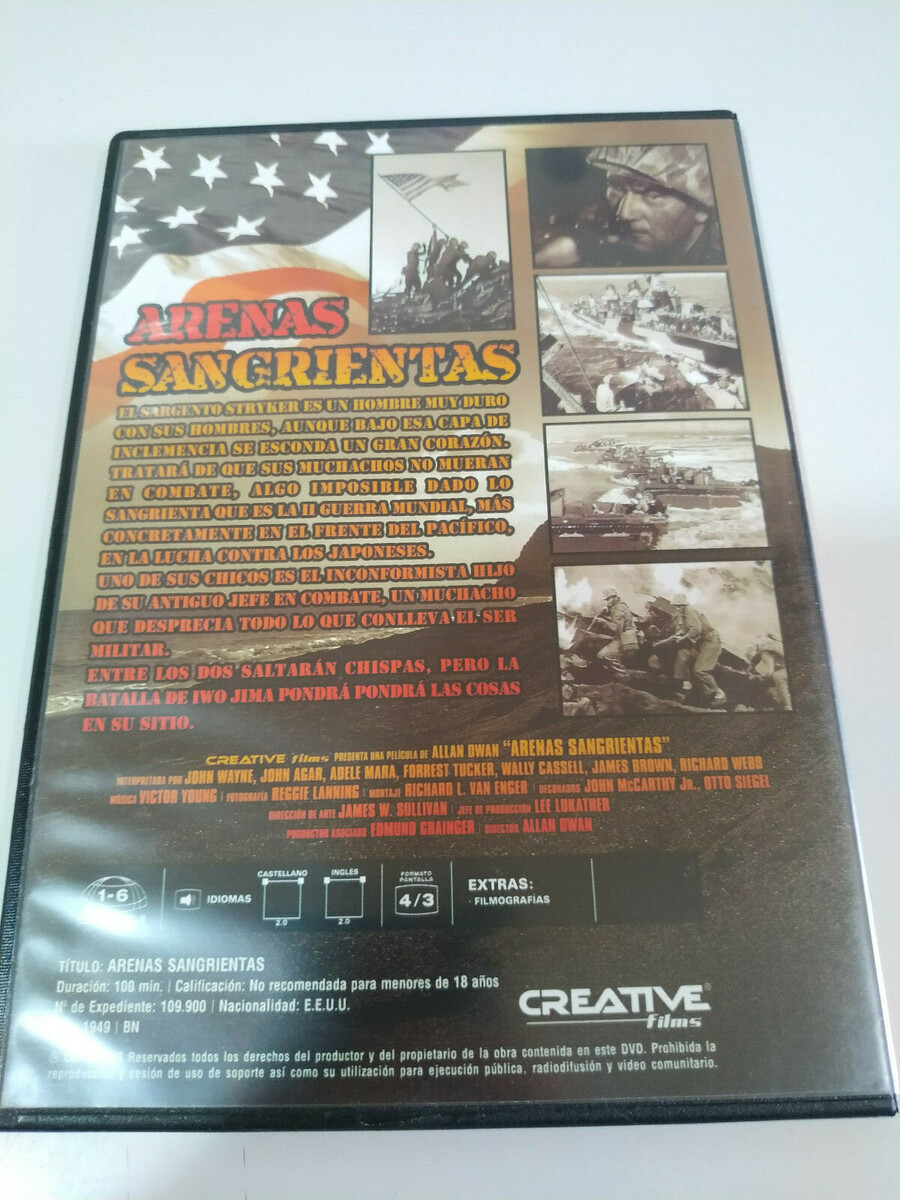 ARENAS
SANGRIENTAS
EL SARGENTO STRYKER ES UN HOMBRE MUY DURO
CON SUS HOMBRES, AUNQUE BAJO ESA CAPA DE
INCLEMENCIA SE ESCONDA UN GRAN CORAZÓN.
TRATARÁ DE QUE SUS MUCHACHOS NO MUERAN
EN COMBATE, ALGO IMPOSIBLE DADO LO
SANGRIENTA QUE ES LA II GUERRA MUNDIAL, MÁS
CONCRETAMENTE EN EL FRENTE DEL PACÍFICO,
EN LA LUCHA CONTRA LOS JAPONESES.
UNO DE SUS CHICOS ES EL INCONFORMISTA HIJO
DE SU ANTIGUO JEFE EN COMBATE, UN MUCHACHO
QUE DESPRECIA TODO LO QUE CONLLEVA EL SER
MILITAR.
ENTRE LOS DOS SALTARÁN CHISPAS, PERO LA
BATALLA DE IWO JIMA PONDRÁ PONDRÁ LAS COSAS
EN SU SITIO.
CREATIVE films PRESENTA UNA PELÍCULA DE ALLAN DWAN "ARENAS SANGRIENTAS"
INTERPRETADA POR JOHN WAYNE, JOHN AGAR, ADELE MARA, FORREST TUCKER, WALLY CASSELL, JAMES BROWN, RICHARD WEBB
MÚSICA VICTOR YOUNG | FOTOGRAFÍA REGGIE LANNING | MONTAJE RICHARD L. VAN ENGER | DECORADOS JOHN McCARTHY Jr., OTTO SIEGEL
DIRECCIÓN DE ARTE JAMES W. SULLIVAN | JEFE DE PRODUCCIÓN LEE LUKATHER
PRODUCTOR ASOCIADO EDMUND GRAINGER | DIRECTOR ALLAN DWAN
1-6
IDIOMAS
CASTELLANO
2.0
INGLÉS
2.0
FORMATO
PANTALLA
4/3
EXTRAS:
· FILMOGRAFÍAS
TÍTULO: ARENAS SANGRIENTAS
Duración: 106 min. | Calificación: No recomendada para menores de 18 años
Nº de Expediente: 109.900 | Nacionalidad: E.E.U.U.
1949 | BN
CREATIVE®
films
Reservados todos los derechos del productor y del propietario de la obra contenida en este DVD. Prohibida la
y cesión de uso de soporte así como su utilización para ejecución pública, radiodifusión y video comunitario.